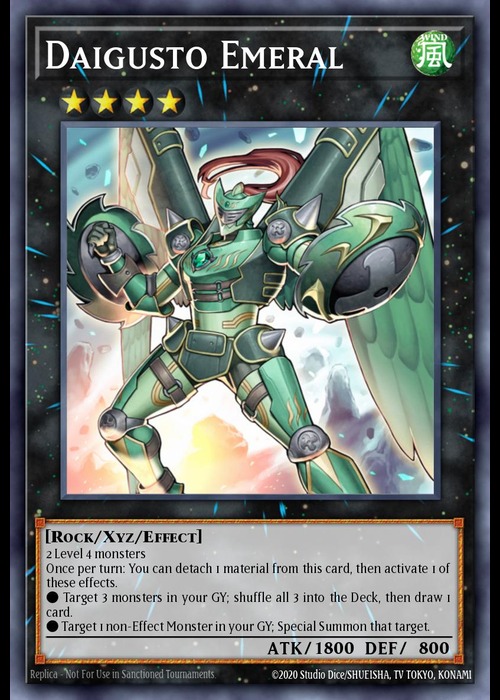 Daigusto Emeral
WIND
風
[Rock/Xyz/Effect]
2 Level 4 monsters
Once per turn: You can detach 1 material from this card, then activate 1 of
these effects.
● Target 3 monsters in your GY; shuffle all 3 into the Deck, then draw 1
card.
● Target 1 non-Effect Monster in your GY; Special Summon that target.
ATK/1800 DEF/ 800
Replica - Not For Use in Sanctioned Tournaments
©2020 Studio Dice/SHUEISHA, TV TOKYO, KONAMI